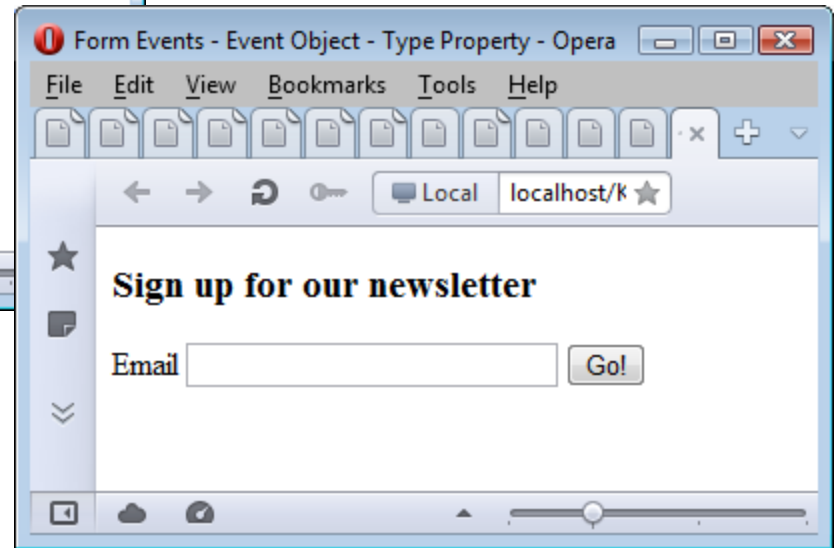 Form Events - Event Object - Type Property - Opera
File Edit View Bookmarks Tools Help
Local localhost/K
Sign up for our newsletter
Email Go!